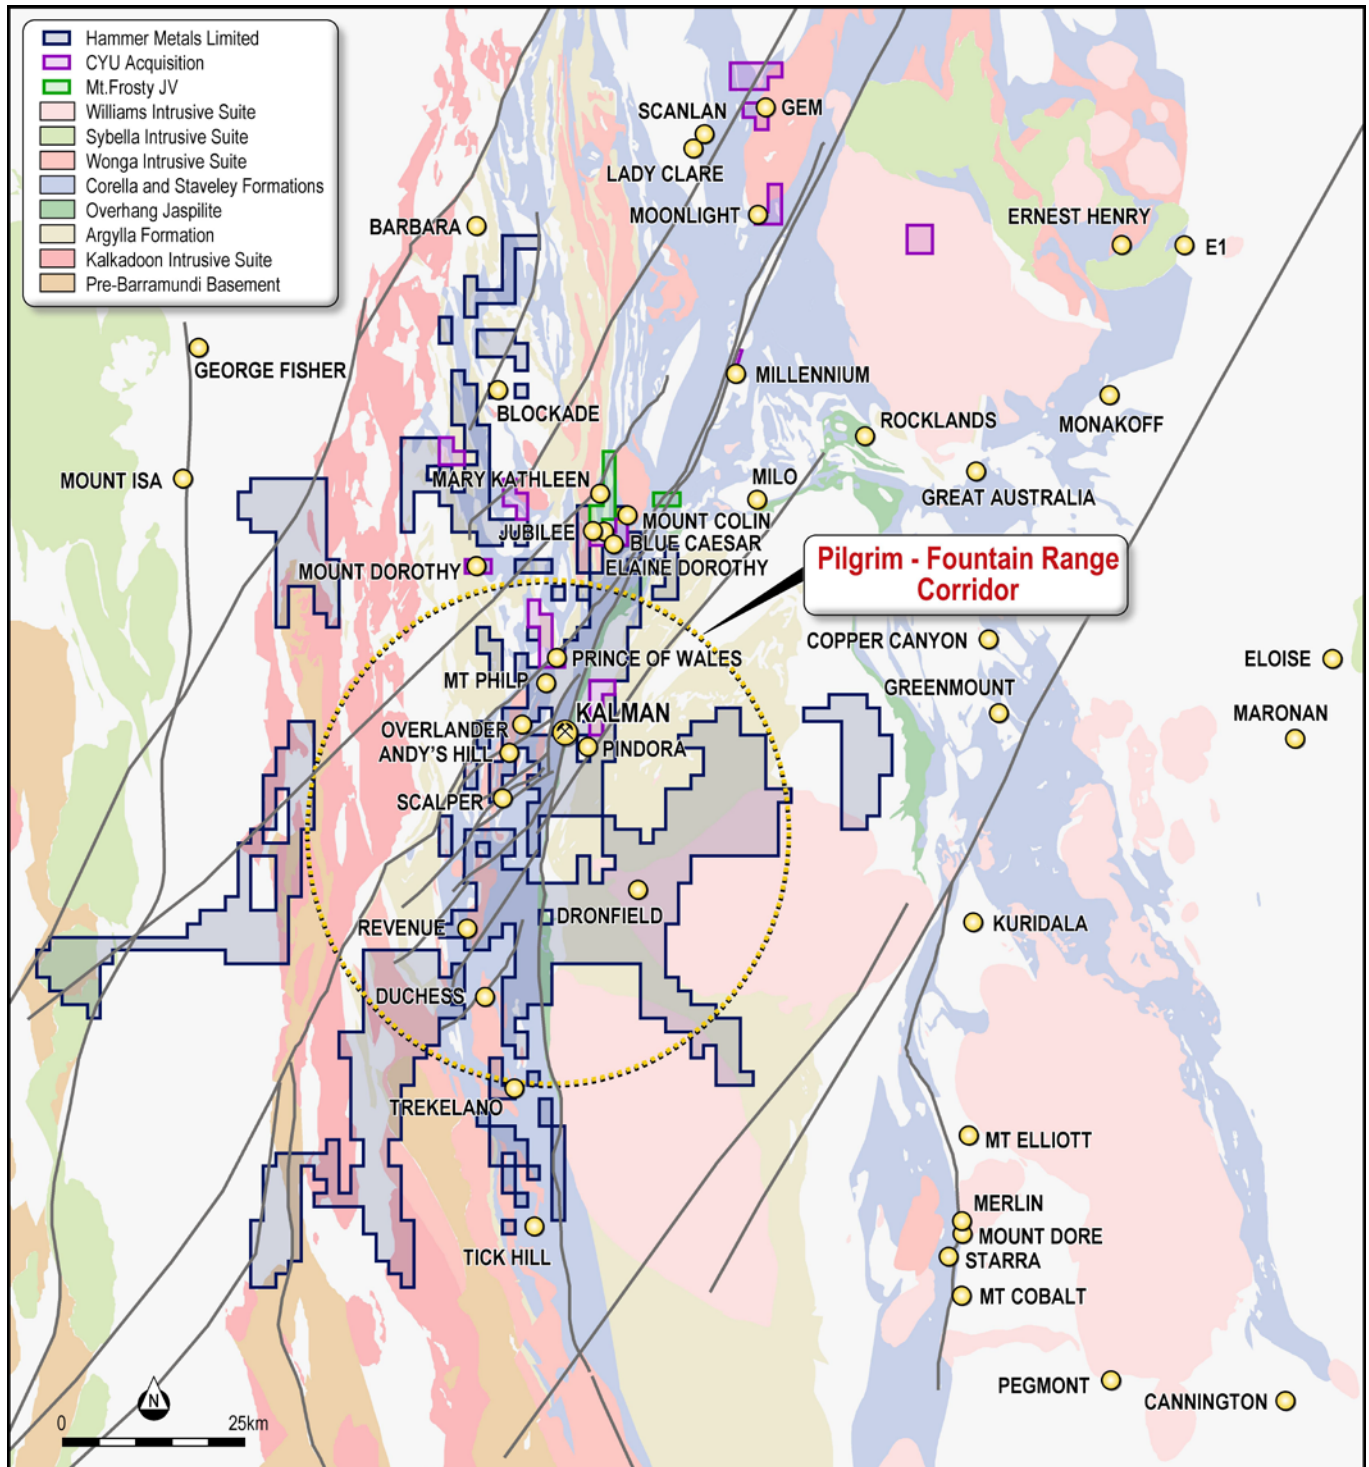 Hammer Metals Limited
CYU Acquisition
Mt.Frosty JV
Williams Intrusive Suite
Sybella Intrusive Suite
Wonga Intrusive Suite
Corella and Staveley Formations
Overhang Jaspilite
Argylla Formation
Kalkadoon Intrusive Suite
Pre-Barramundi Basement
SCANLAN
GEM
LADY CLARE
MOONLIGHT
BARBARA
ERNEST HENRY
E1
GEORGE FISHER
MILLENNIUM
BLOCKADE
MONAKOFF
ROCKLANDS
MOUNT ISA
MARY KATHLEEN
MILO
GREAT AUSTRALIA
MOUNT COLIN
JUBILEE
BLUE CAESAR
ELAINE DOROTHY
MOUNT DOROTHY
Pilgrim - Fountain Range
Corridor
COPPER CANYON
PRINCE OF WALES
ELOISE
MT PHILP
GREENMOUNT
KALMAN
MARONAN
OVERLANDER
ANDY'S HILL
PINDORA
SCALPER
DRONFIELD
REVENUE
KURIDALA
DUCHESS
TREKELANO
MT ELLIOTT
MERLIN
MOUNT DORE
TICK HILL
STARRA
MT COBALT
PEGMONT
CANNINGTON
N
0
25km